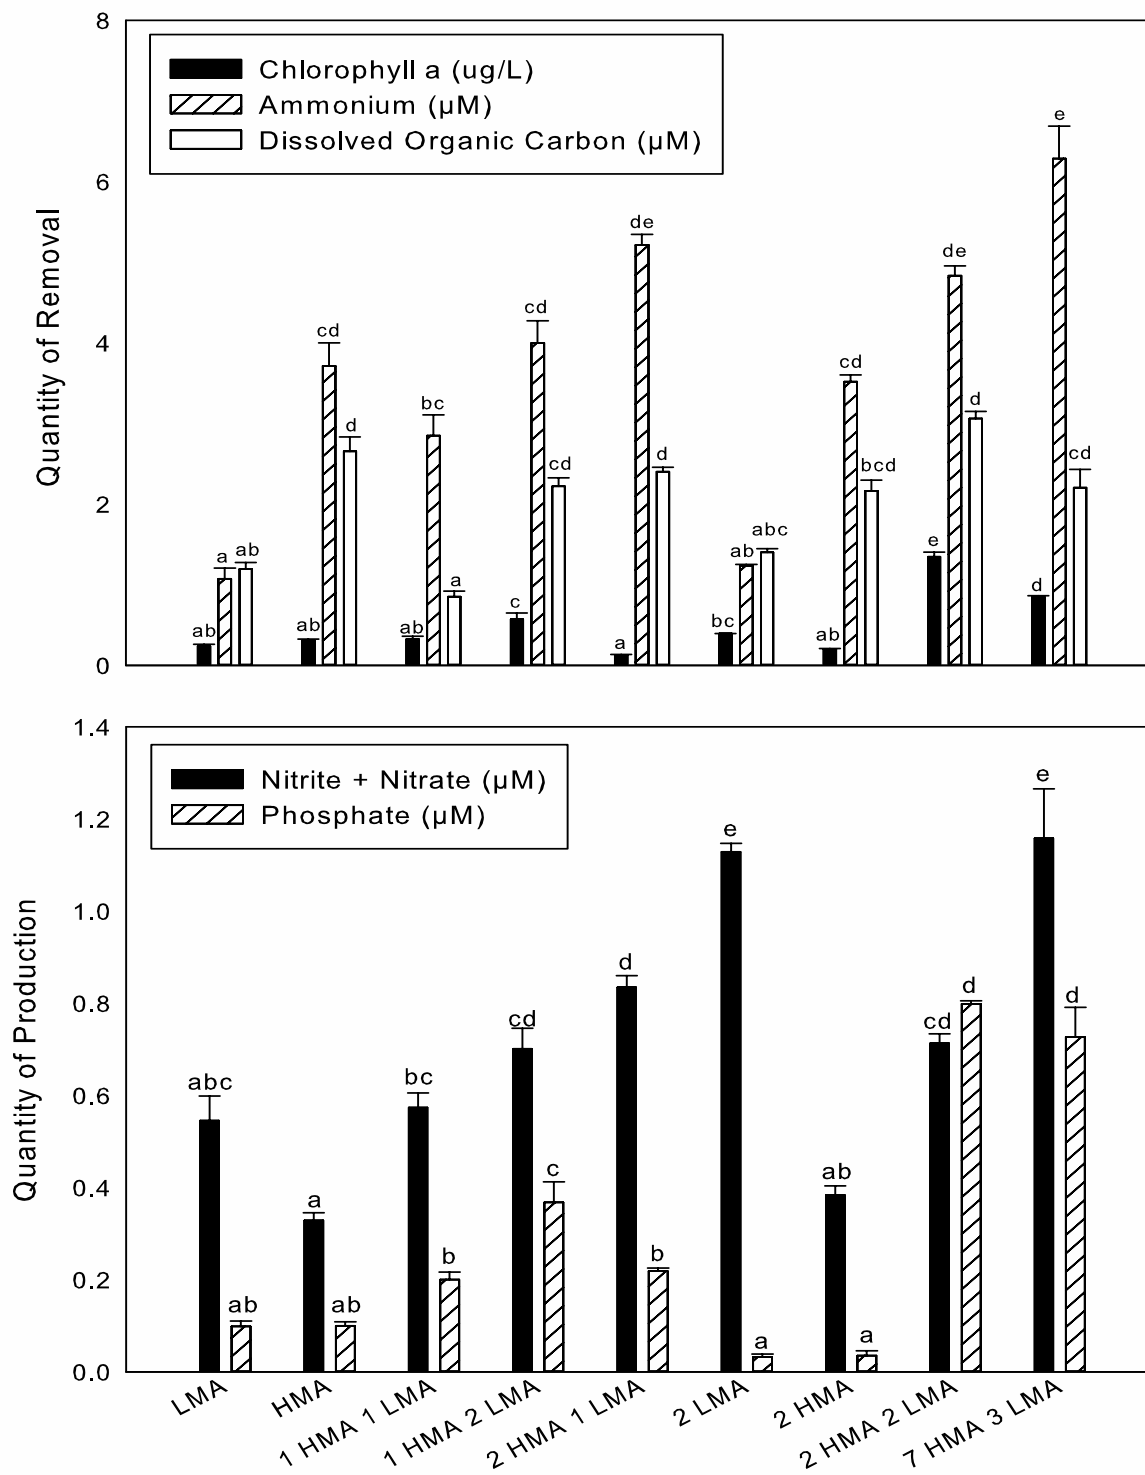 8
Chlorophyll a (ug/L)
Ammonium (µM)
Dissolved Organic Carbon (µM)
6
4
2
0
Quantity of Removal
ab a ab
ab cd d
ab bc a
c cd cd
a de d
bc ab abc
ab cd bcd
e de d
d e cd
1.4
Nitrite + Nitrate (µM)
Phosphate (µM)
1.2
1.0
0.8
0.6
0.4
0.2
0.0
Quantity of Production
abc ab
a ab
bc b
cd c
d b
e a
ab a
cd d
e d
LMA
HMA
1 HMA 1 LMA
1 HMA 2 LMA
2 HMA 1 LMA
2 LMA
2 HMA
2 HMA 2 LMA
7 HMA 3 LMA